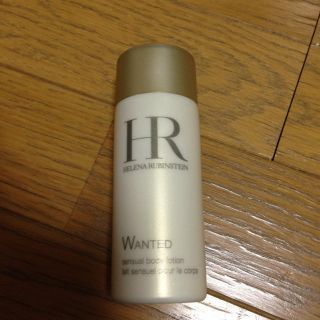 HR
HELENA RUBINSTEIN
WANTED
sensual body lotion
lait sensuel pour le corps